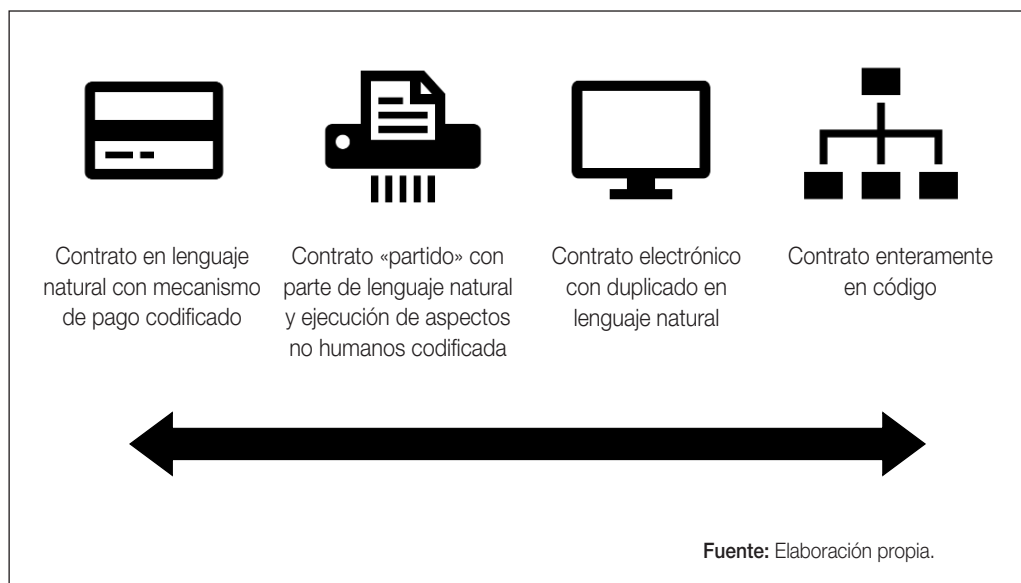 Contrato en lenguaje
natural con mecanismo
de pago codificado
Contrato «partido» con
parte de lenguaje natural
y ejecución de aspectos
no humanos codificada
Contrato electrónico
con duplicado en
lenguaje natural
Contrato enteramente
en código
Fuente: Elaboración propia.